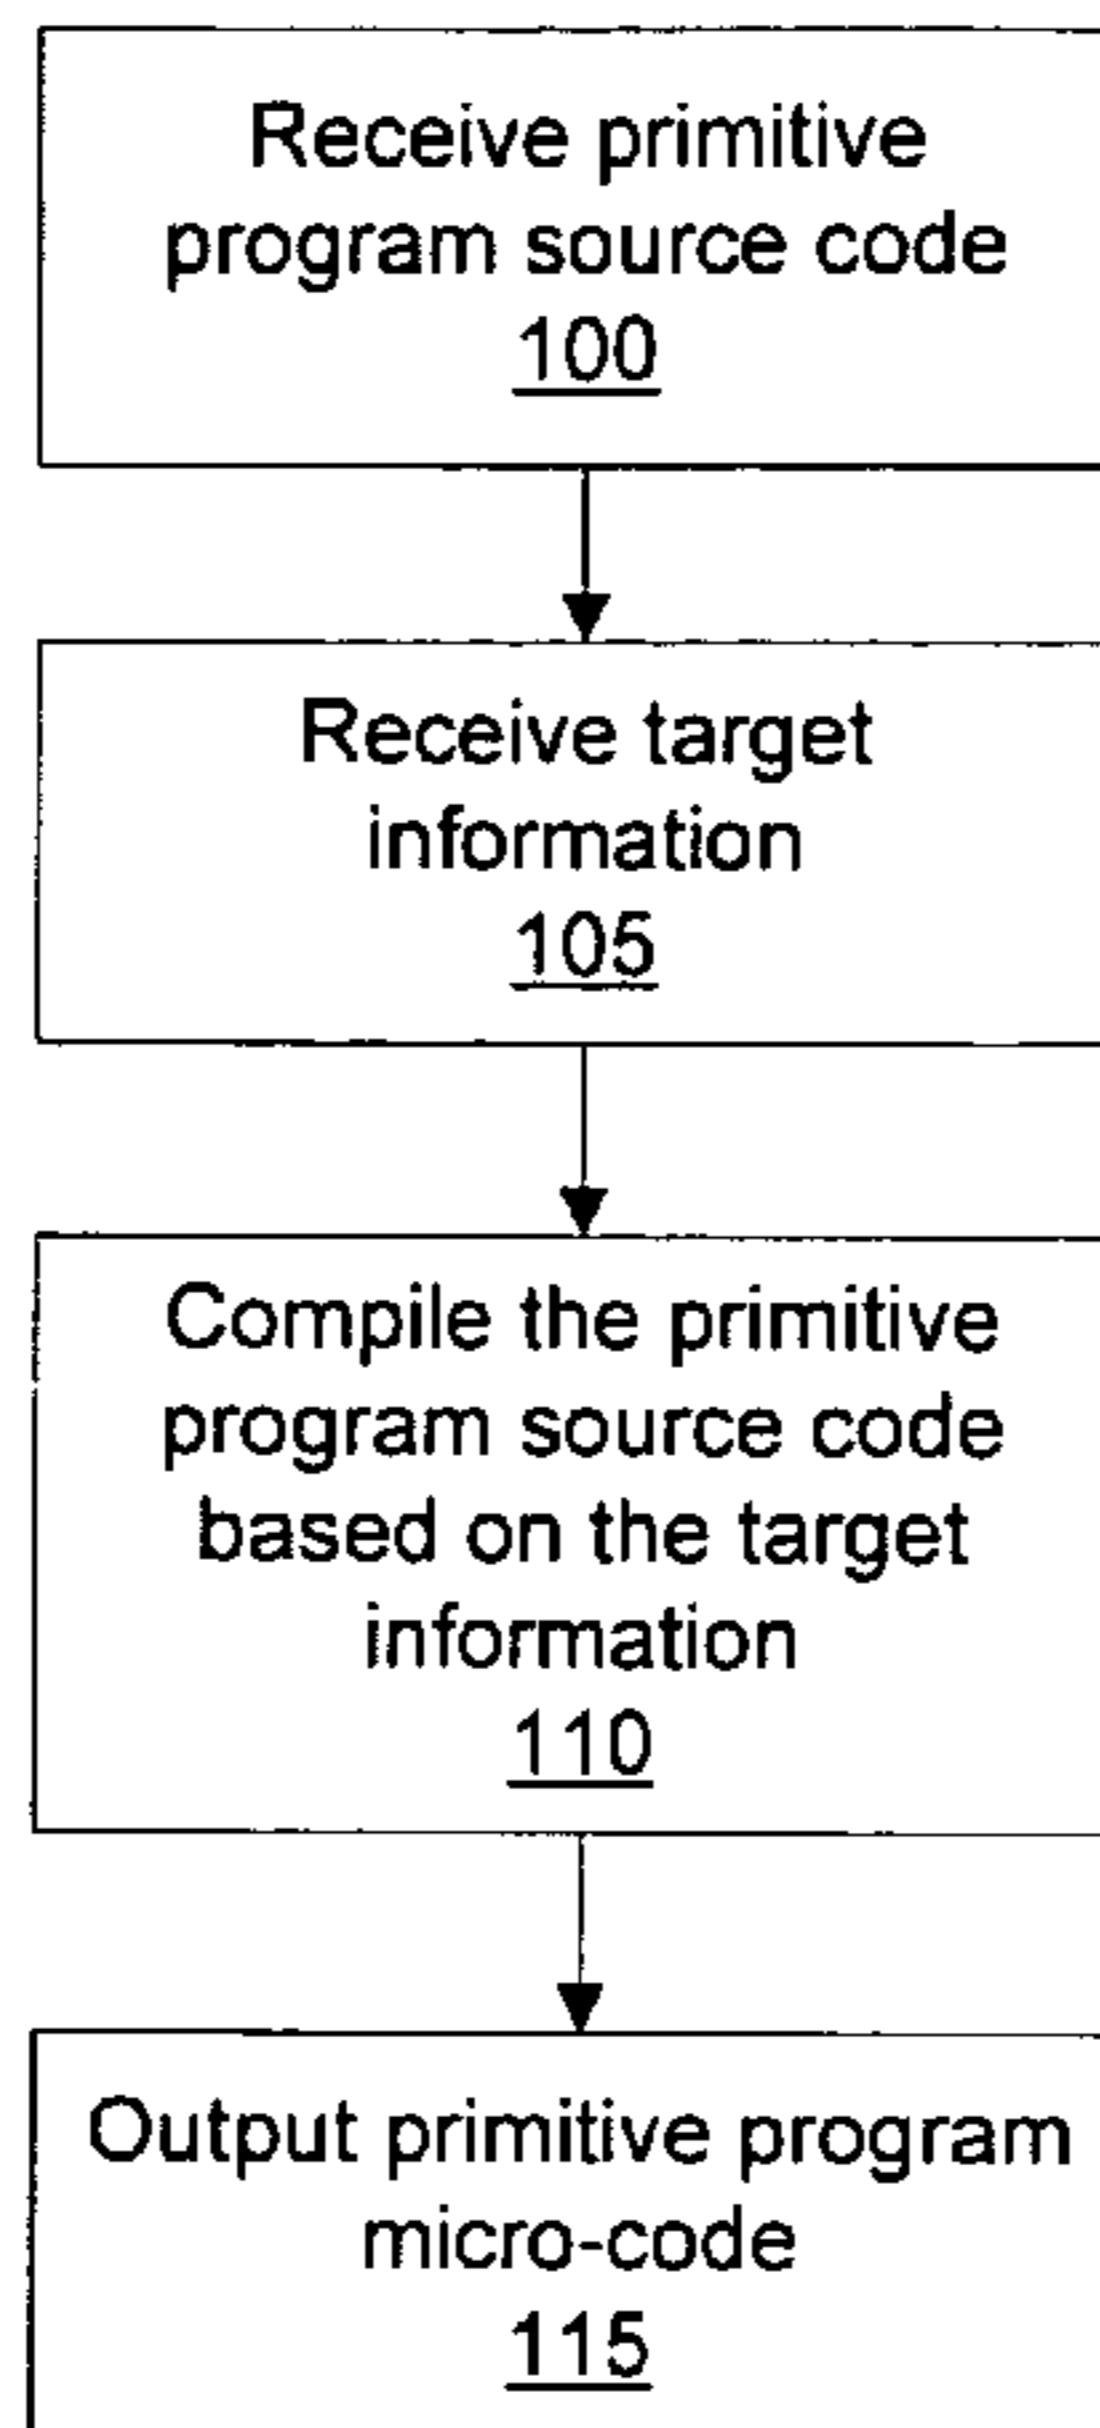 Receive primitive
program source code
100
Receive target
information
105
Compile the primitive
program source code
based on the target
information
110
Output primitive program
micro-code
115